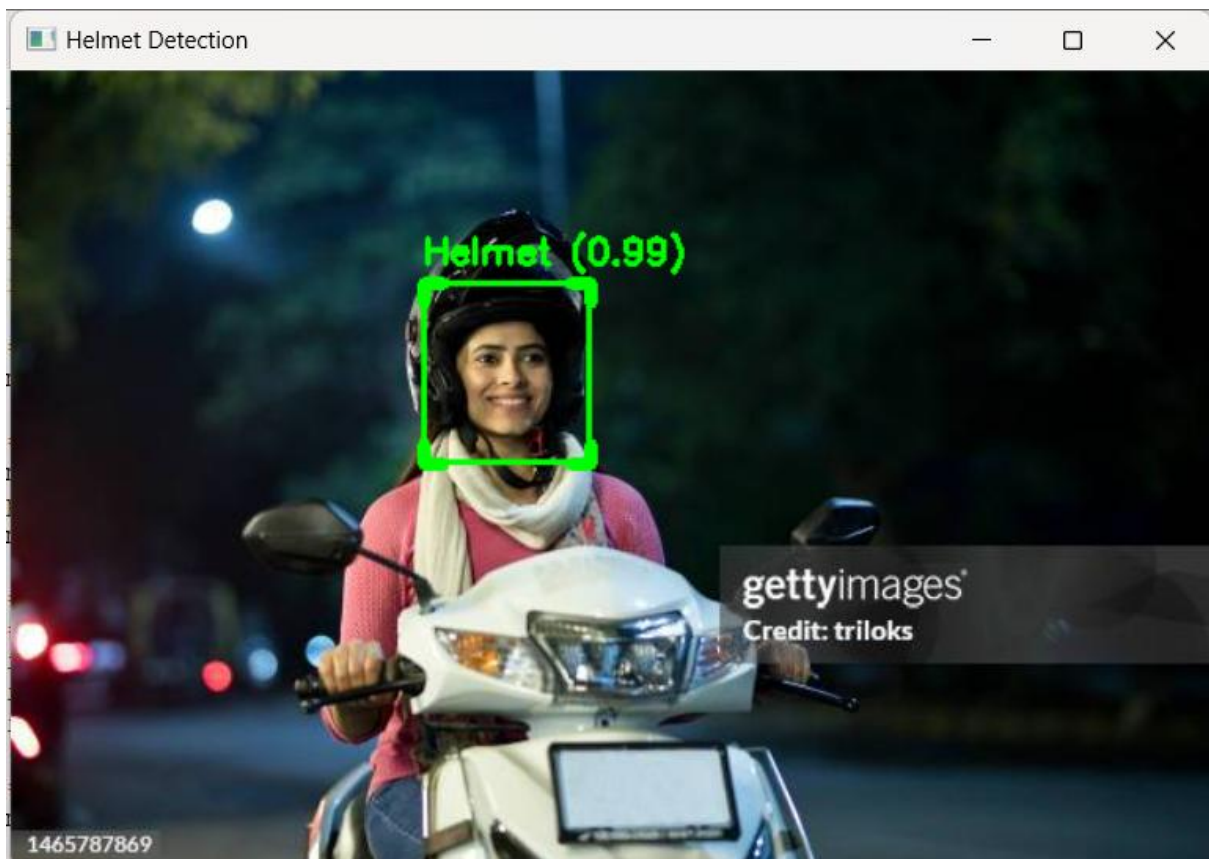 Helmet Detection
Helmet (0.99)
gettyimages®
Credit: triloks
1465787869